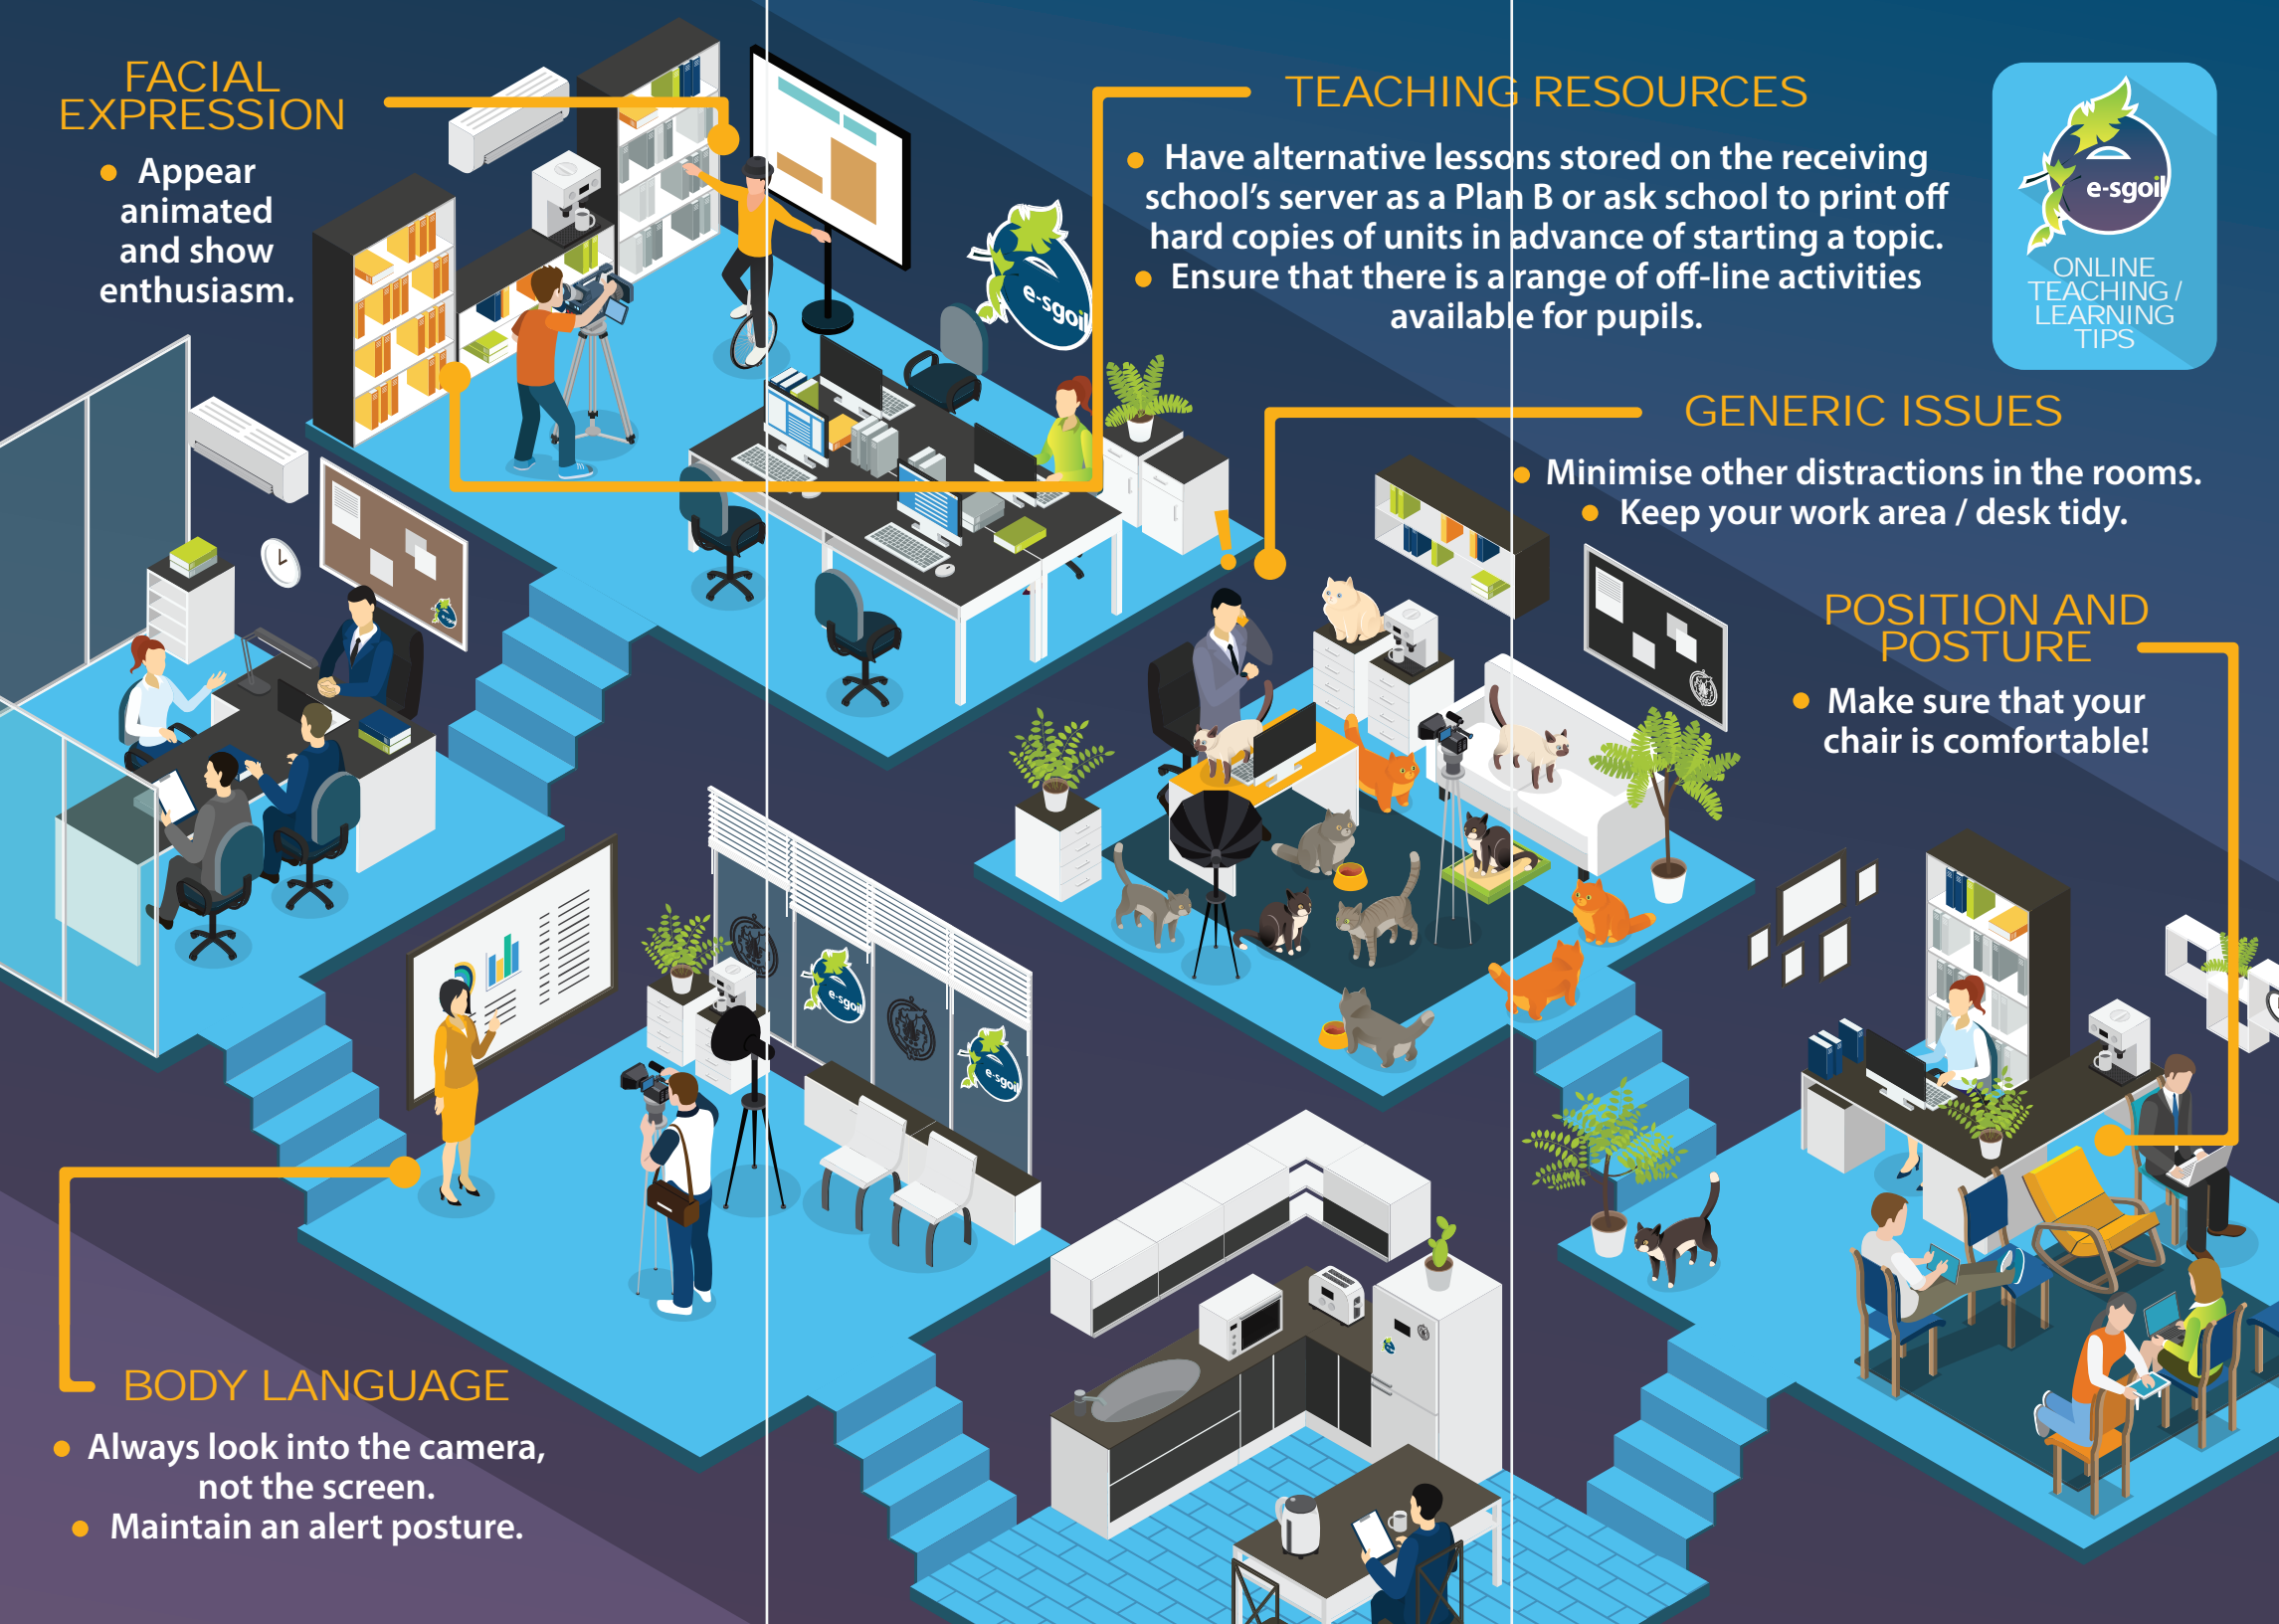 FACIAL
EXPRESSION
Appear
animated
and show
enthusiasm.
TEACHING RESOURCES
Have alternative lessons stored on the receiving
school's server as a Plan B or ask school to print off
hard copies of units in advance of starting a topic.
Ensure that there is a range of off-line activities
available for pupils.
e-sgoil
ONLINE
TEACHING /
LEARNING
TIPS
e-sgoil
GENERIC ISSUES
Minimise other distractions in the rooms.
Keep your work area / desk tidy.
!
POSITION AND
POSTURE
Make sure that your
chair is comfortable!
e-sgoil
e-sgoil
BODY LANGUAGE
Always look into the camera,
not the screen.
Maintain an alert posture.